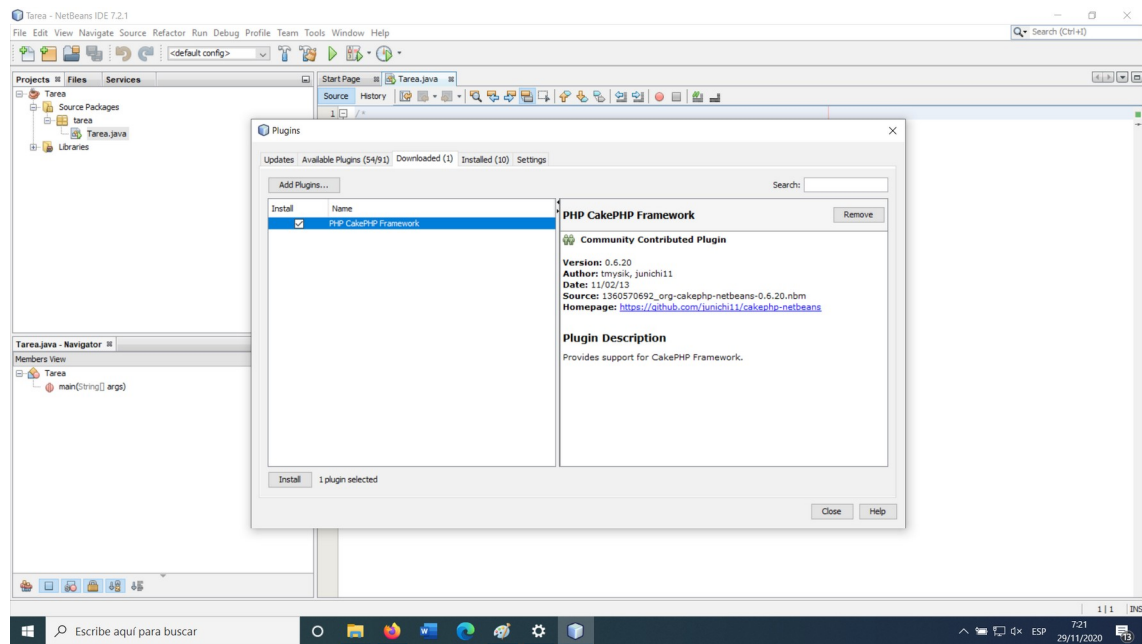 Tarea - NetBeans IDE 7.2.1
File Edit View Navigate Source Refactor Run Debug Profile Team Tools Window Help
Search (Ctrl+I)
<default config>
Projects Files Services
Start Page Tarea.java
Tarea
Source Packages
tarea
Tarea.java
Libraries
Source History
1 /*
Plugins
Updates Available Plugins (54/91) Downloaded (1) Installed (10) Settings
Add Plugins...
Search:
Install Name
PHP CakePHP Framework
PHP CakePHP Framework
Remove
Community Contributed Plugin
Version: 0.6.20
Author: tmysik, junichi11
Date: 11/02/13
Source: 1360570692_org-cakephp-netbeans-0.6.20.nbm
Homepage: https://github.com/junichi11/cakephp-netbeans
Plugin Description
Provides support for CakePHP Framework.
Install 1 plugin selected
Close Help
Tarea.java - Navigator
Members View
Tarea
main(String[] args)
1|1 INS
Escribe aquí para buscar
ESP
7:21
29/11/2020
13